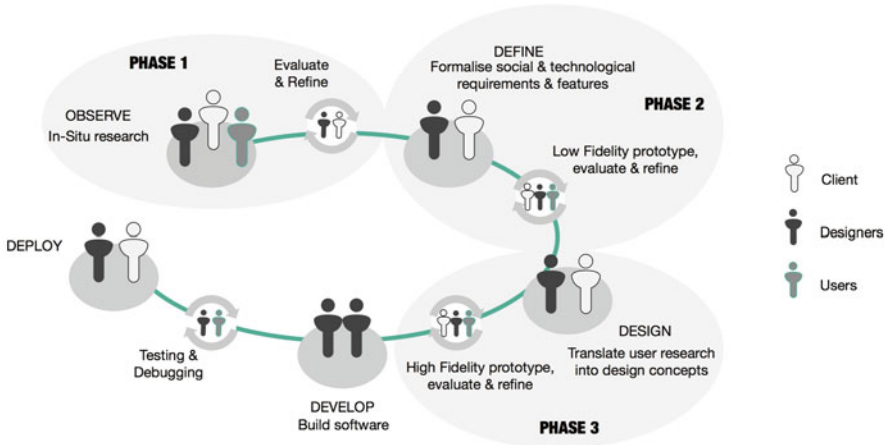 PHASE 1
Evaluate
& Refine
OBSERVE
In-Situ research
DEFINE
Formalise social & technological
requirements & features
PHASE 2
Low Fidelity prototype,
evaluate & refine
Client
Designers
Users
DEPLOY
Testing &
Debugging
DEVELOP
Build software
High Fidelity prototype,
evaluate & refine
DESIGN
Translate user research
into design concepts
PHASE 3